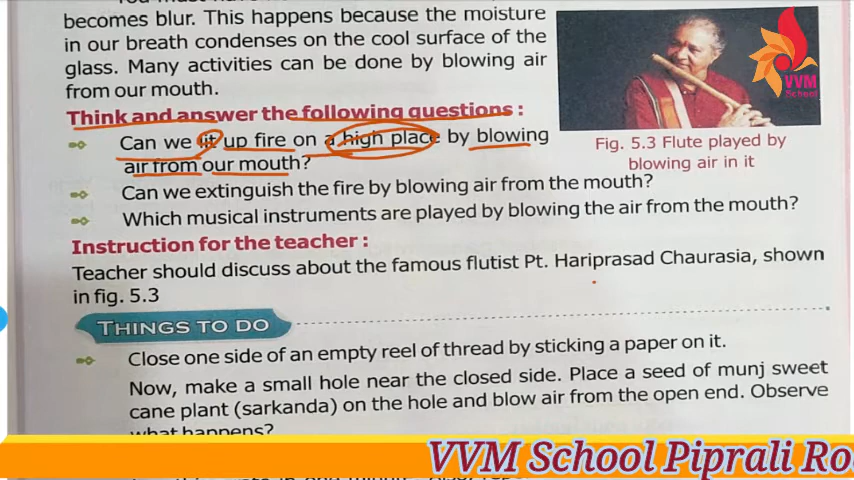 becomes blur. This happens because the moisture
in our breath condenses on the cool surface of the
glass. Many activities can be done by blowing air
from our mouth.
Think and answer the following questions :
Can we lit up fire on a high place by blowing
air from our mouth?
Can we extinguish the fire by blowing air from the mouth?
Which musical instruments are played by blowing the air from the mouth?
Instruction for the teacher :
Teacher should discuss about the famous flutist Pt. Hariprasad Chaurasia, shown
in fig. 5.3
THINGS TO DO
Close one side of an empty reel of thread by sticking a paper on it.
Now, make a small hole near the closed side. Place a seed of munj sweet
cane plant (sarkanda) on the hole and blow air from the open end. Observe
what happens?
Fig. 5.3 Flute played by
blowing air in it
VVM
School
VVM School Piprali Ro